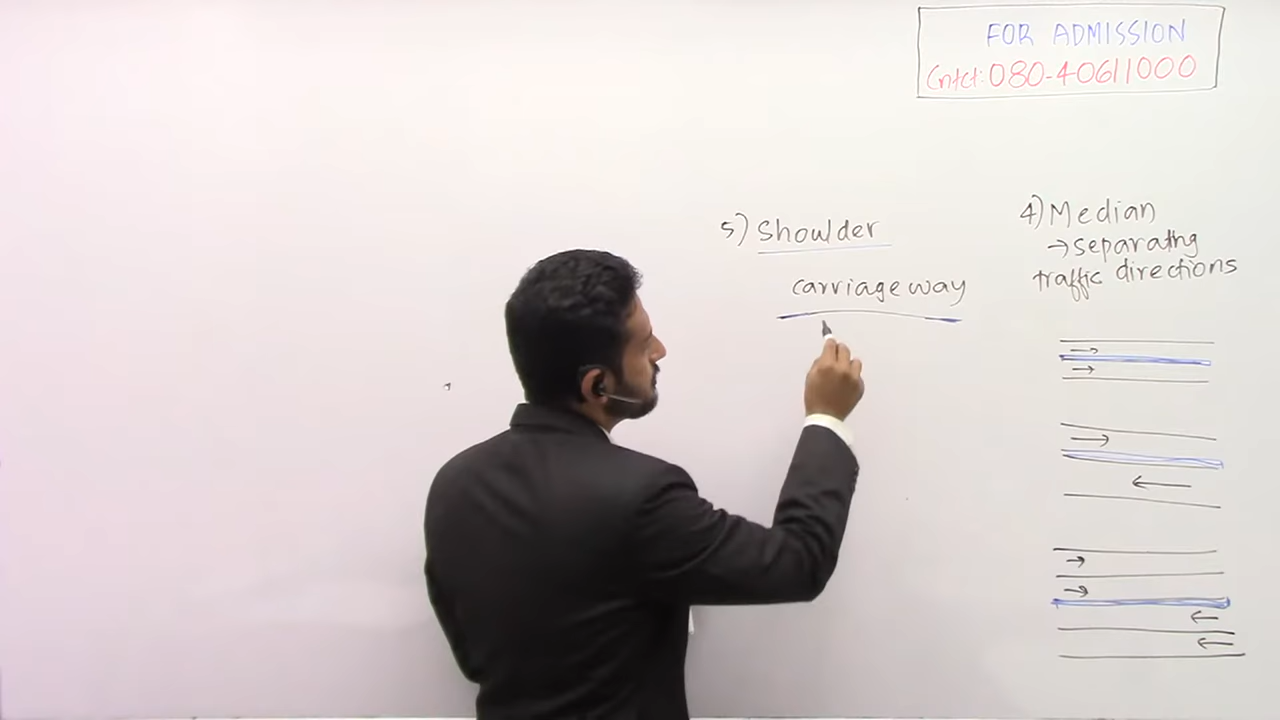 FOR ADMISSION
Cntct: 080-40611000
5) Shoulder
carriage way
4) Median
→ separating
traffic directions